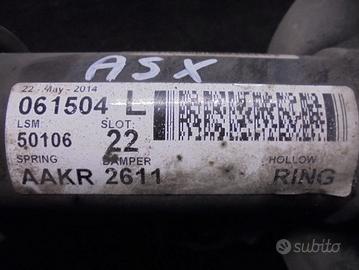 ASX
22 - May - 2014
061504 L
LSM SLOT:
50106 22
SPRING DAMPER HOLLOW
AAKR 2611 RING
subito